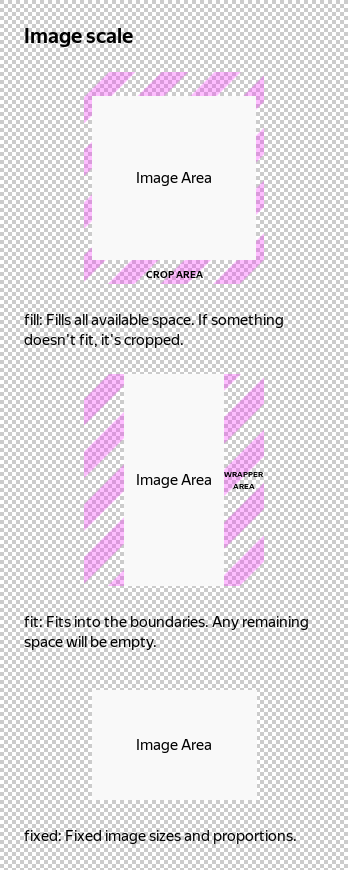 Image scale
Image Area
CROP AREA
fill: Fills all available space. If something
doesn't fit, it's cropped.
Image Area
WRAPPER
AREA
fit: Fits into the boundaries. Any remaining
space will be empty.
Image Area
fixed: Fixed image sizes and proportions.